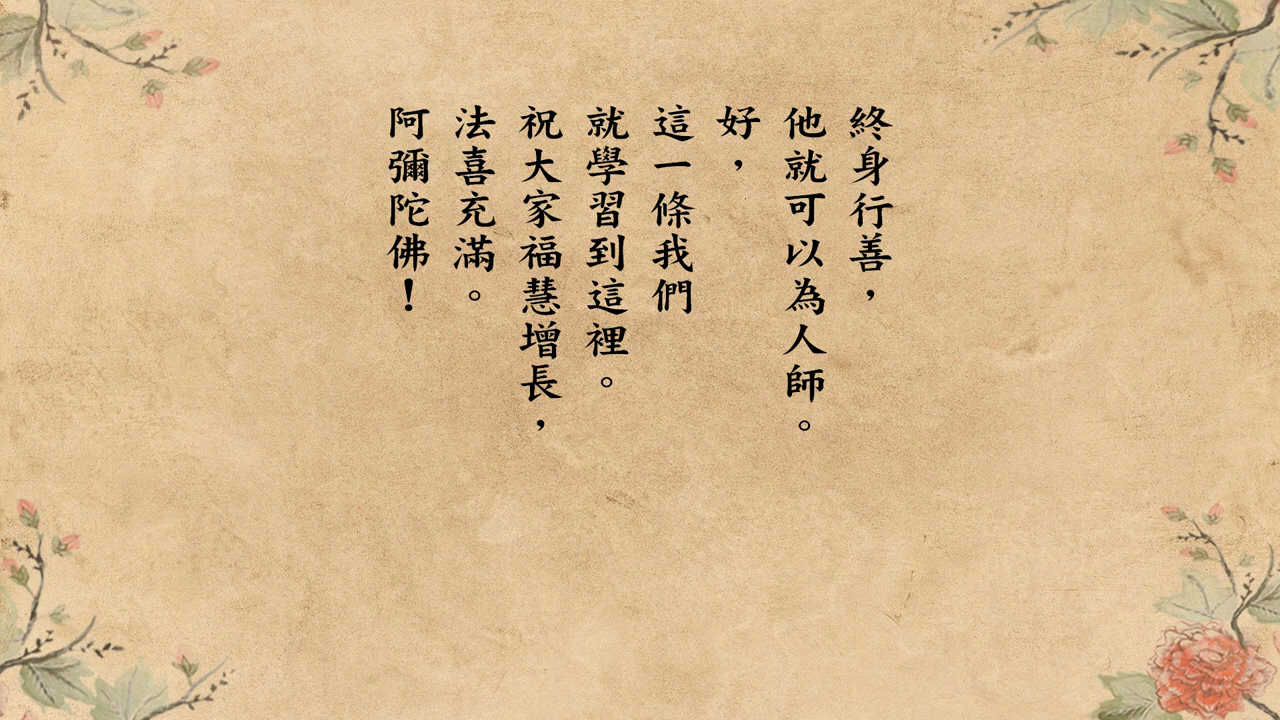 終身行善，
他就可以為人師。
好，
這一條我們
就學習到這裡。
祝大家福慧增長，
法喜充滿。
阿彌陀佛！